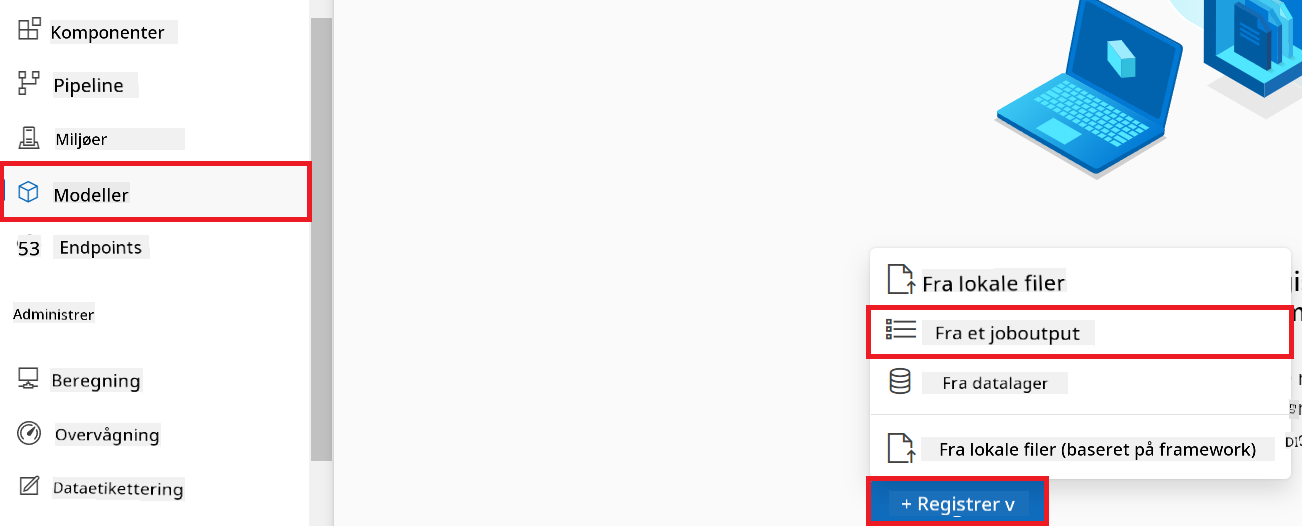 Komponenter
Pipeline
Miljøer
Modeller
53 Endpoints
Administrer
Beregning
Overvågning
Dataetikettering
Fra lokale filer
Fra et joboutput
Fra datalager
Fra lokale filer (baseret på framework)
+ Registrer v